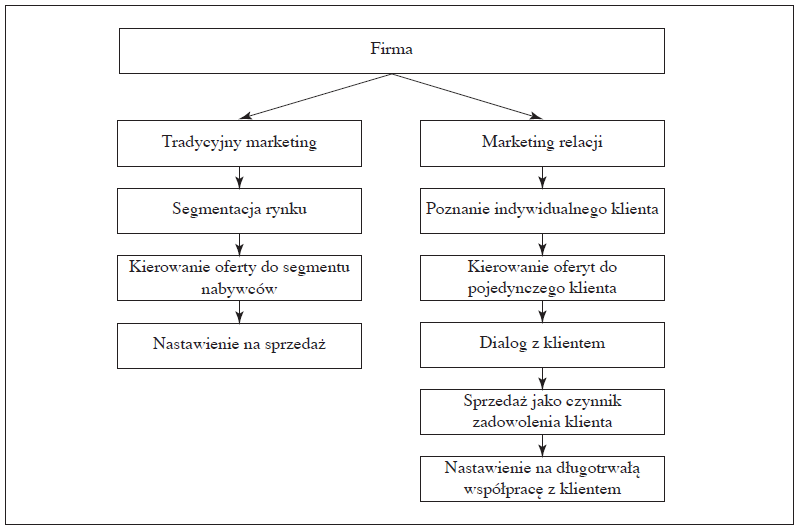 Firma
Tradycyjny marketing
Segmentacja rynku
Kierowanie oferty do segmentu
nabywców
Nastawienie na sprzedaż
Marketing relacji
Poznanie indywidualnego klienta
Kierowanie oferyt do
pojedynczego klienta
Dialog z klientem
Sprzedaż jako czynnik
zadowolenia klienta
Nastawienie na długotrwałą
współpracę z klientem